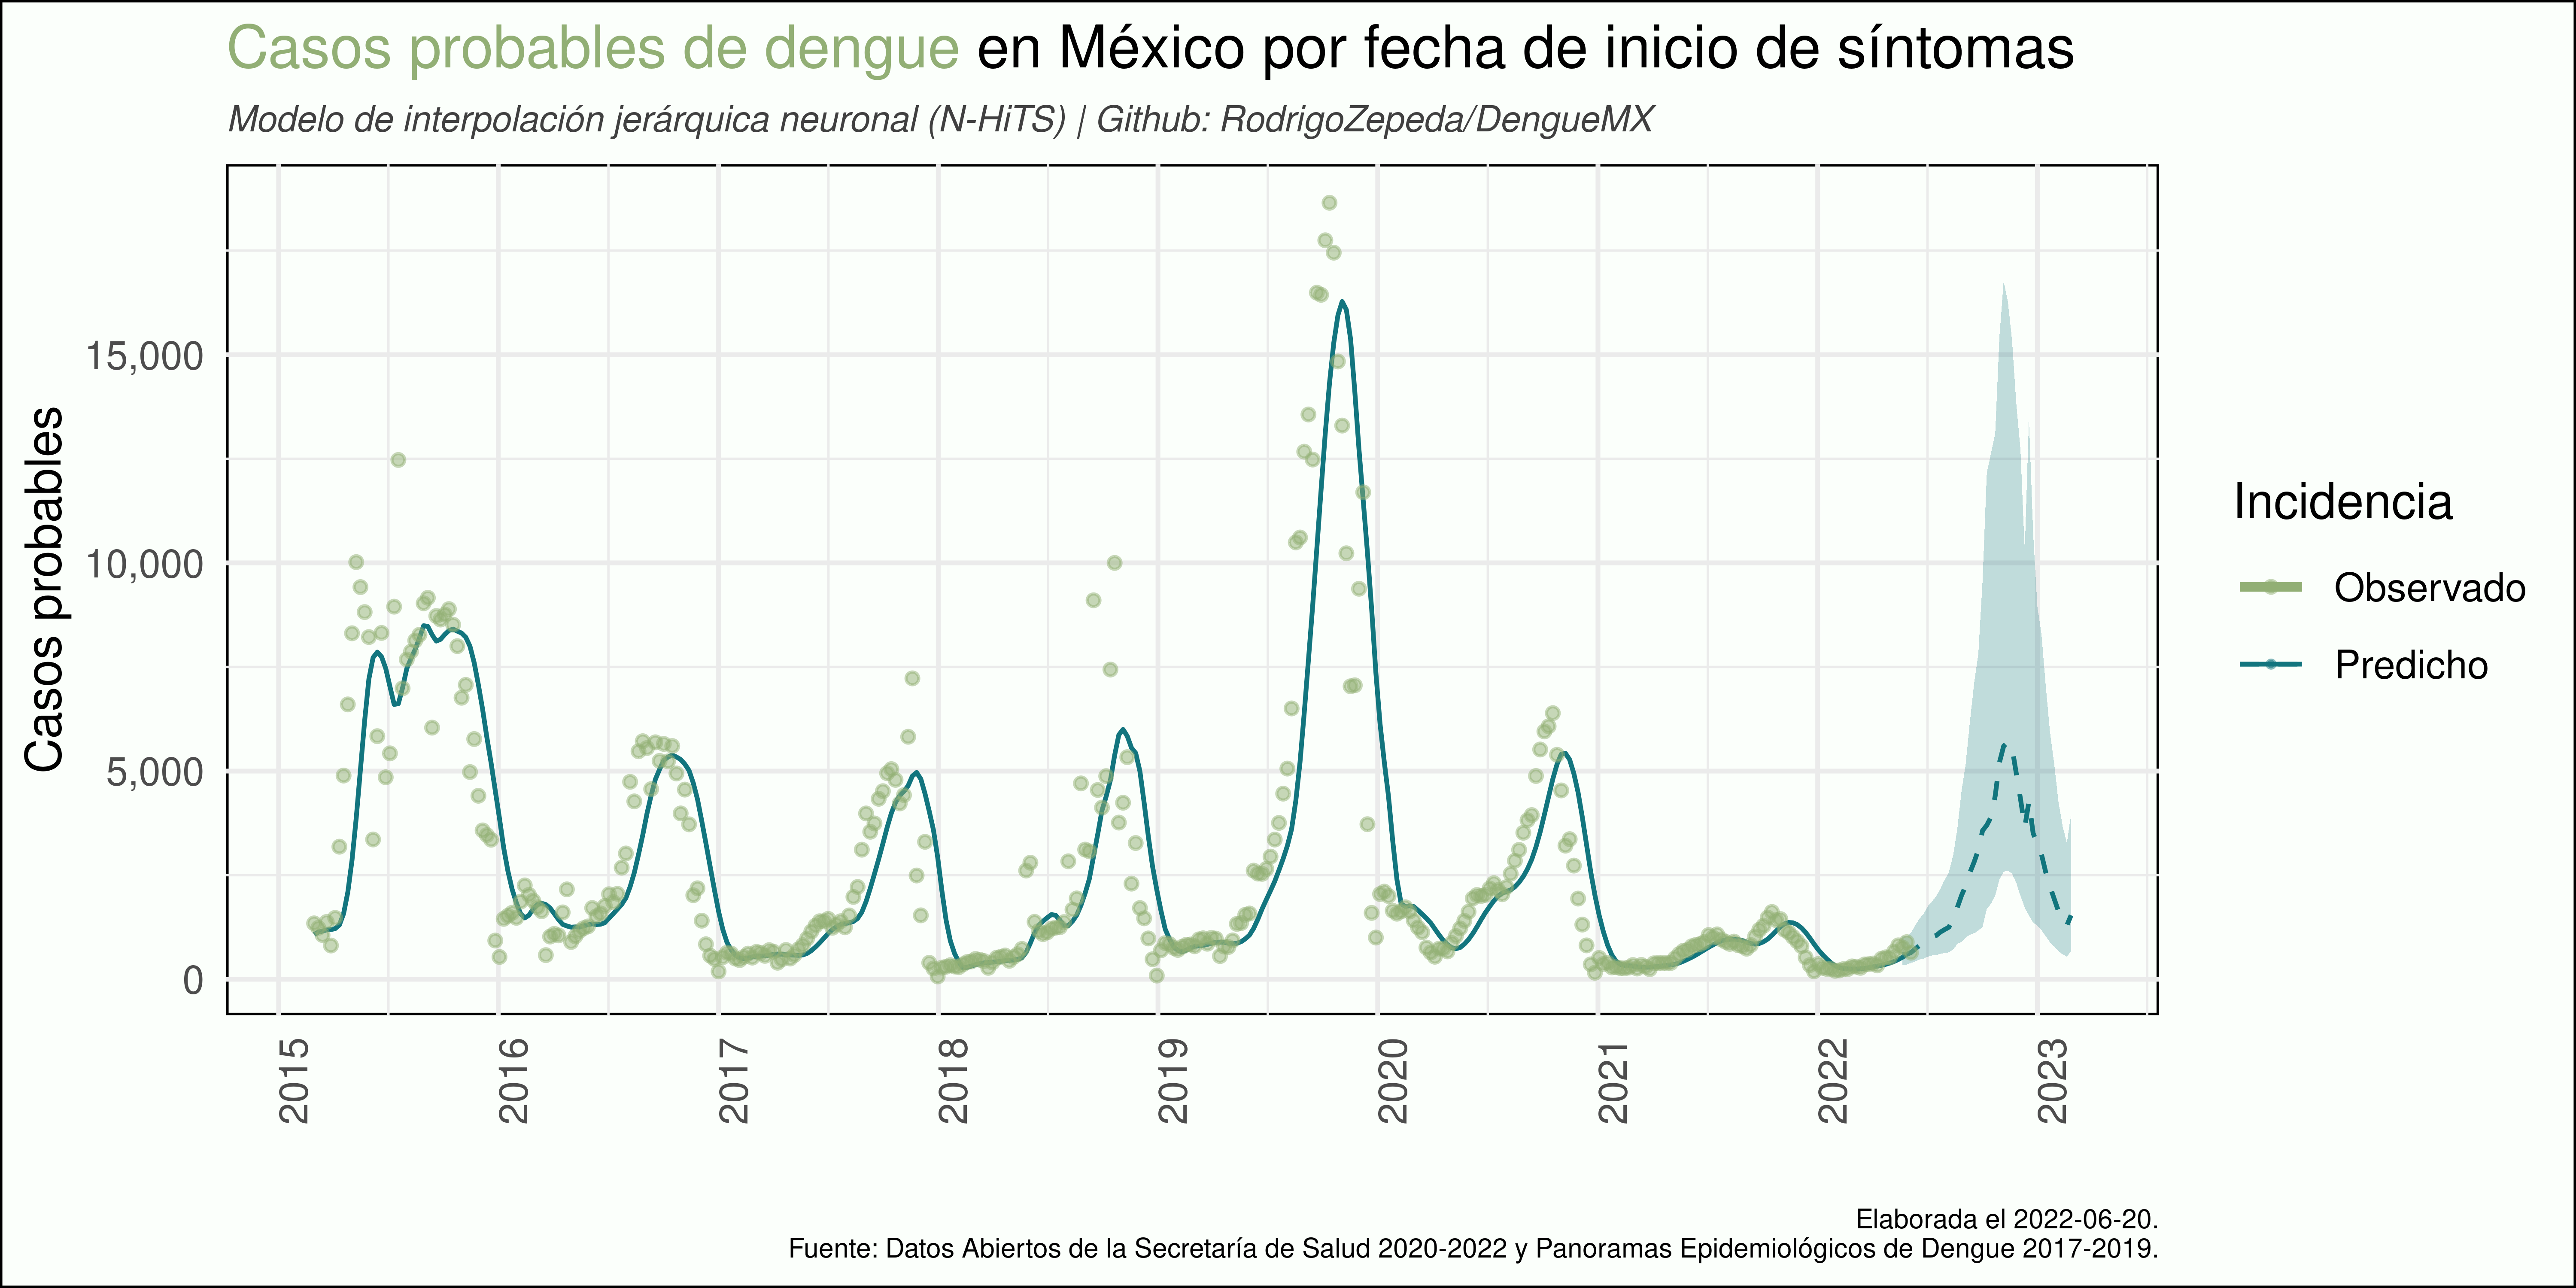 Casos probables de dengue en México por fecha de inicio de síntomas
Modelo de interpolación jerárquica neuronal (N-HiTS) | Github: RodrigoZepeda/DengueMX
Casos probables
15,000
10,000
5,000
0
2015
2016
2017
2018
2019
2020
2021
2022
2023
Incidencia
Observado
Predicho
Elaborada el 2022-06-20.
Fuente: Datos Abiertos de la Secretaría de Salud 2020-2022 y Panoramas Epidemiológicos de Dengue 2017-2019.